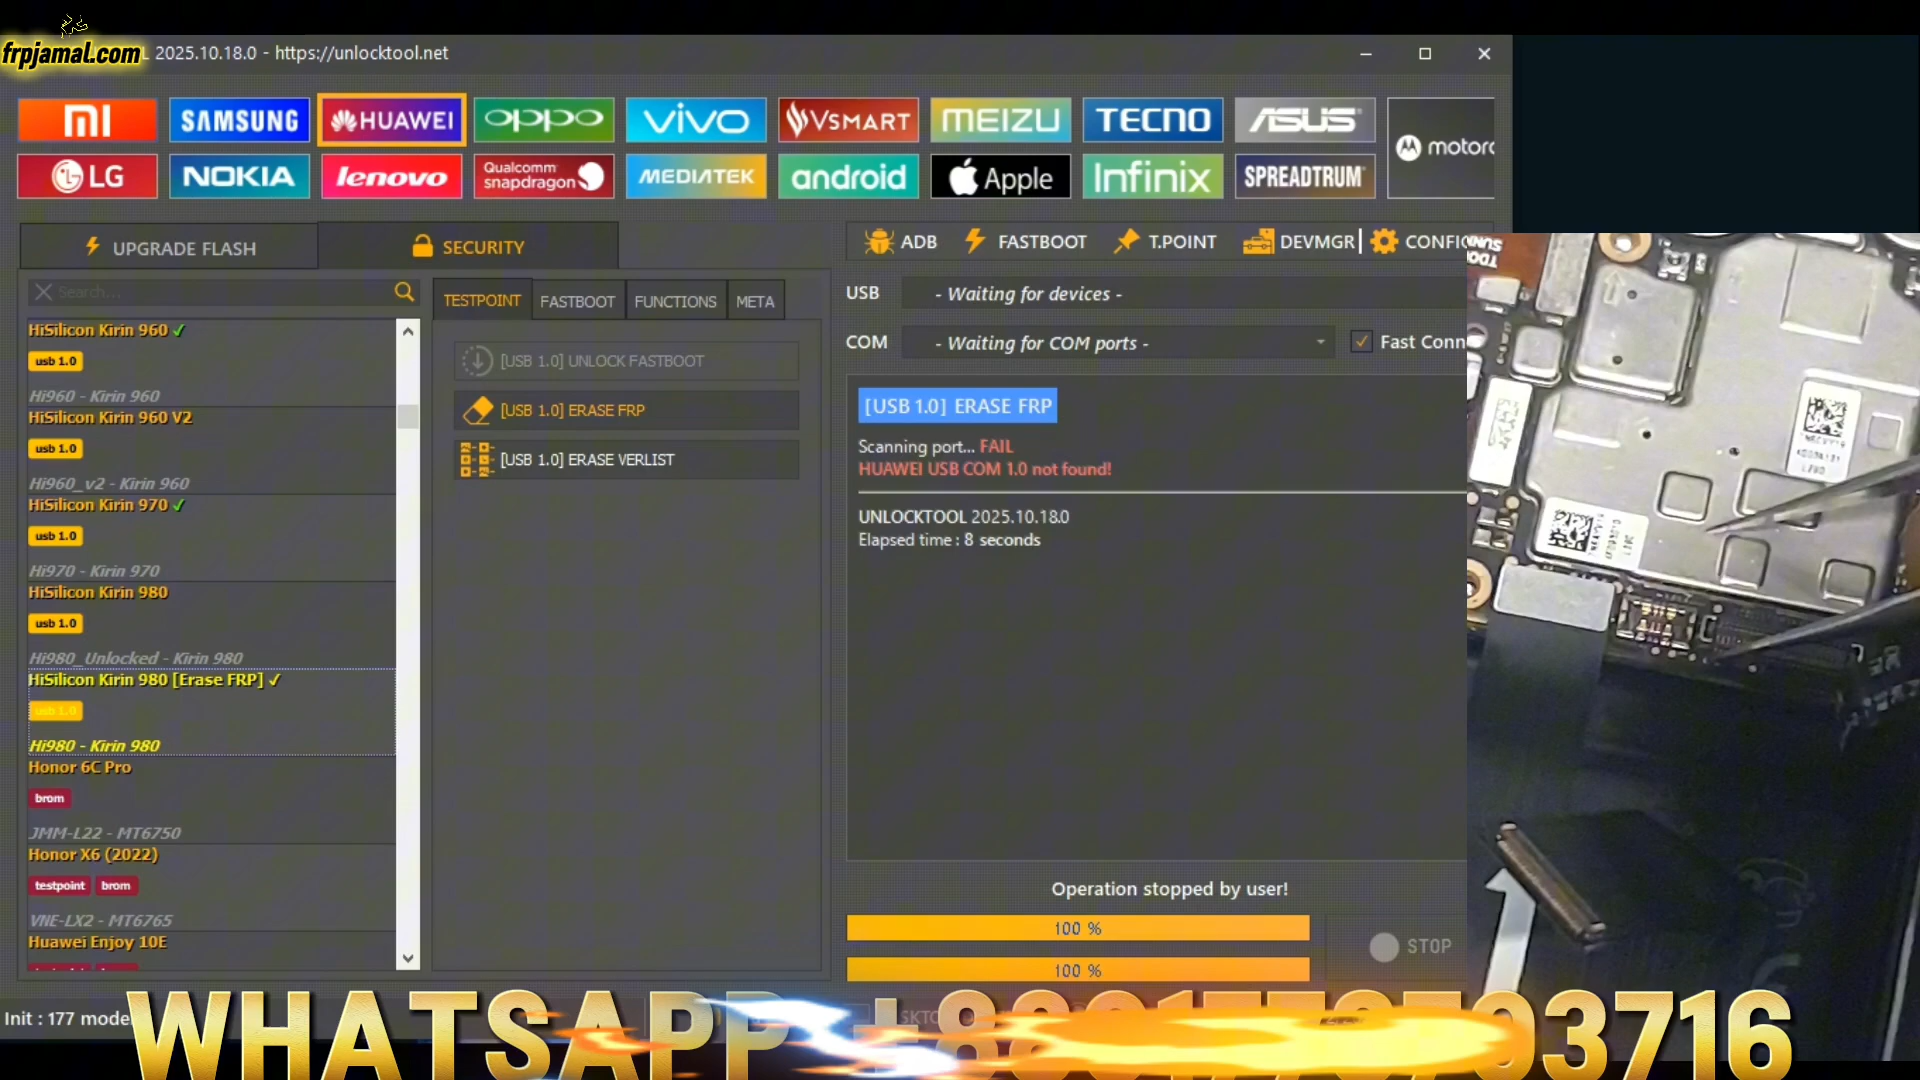 frpjamal.com
2025.10.18.0 - https://unlocktool.net
MI
SAMSUNG
HUAWEI
oppo
vivo
VSMART
MEIZU
TECNO
ASUS
LG
NOKIA
lenovo
Qualcomm
snapdragon
MEDIATEK
android
Apple
Infinix
SPREADTRUM
UPGRADE FLASH
SECURITY
ADB
FASTBOOT
T.POINT
DEVMGR
Search...
TESTPOINT
FASTBOOT
FUNCTIONS
META
USB
- Waiting for devices -
COM
- Waiting for COM ports -
Fast Conn
HiSilicon Kirin 960 ✓
usb 1.0
Hi960 - Kirin 960
HiSilicon Kirin 960 V2
usb 1.0
Hi960_v2 - Kirin 960
HiSilicon Kirin 970 ✓
usb 1.0
Hi970 - Kirin 970
HiSilicon Kirin 980
usb 1.0
Hi980_Unlocked - Kirin 980
HiSilicon Kirin 980 [Erase FRP] ✓
usb 1.0
Hi980 - Kirin 980
Honor 6C Pro
brom
JMM-L22 - MT6750
Honor X6 (2022)
testpoint brom
VNE-LX2 - MT6765
Huawei Enjoy 10E
[USB 1.0] UNLOCK FASTBOOT
[USB 1.0] ERASE FRP
[USB 1.0] ERASE VERLIST
[USB 1.0] ERASE FRP
Scanning port... FAIL
HUAWEI USB COM 1.0 not found!
UNLOCKTOOL 2025.10.18.0
Elapsed time : 8 seconds
Operation stopped by user!
100 %
100 %
STOP
Init : 177 mode
WHATSAPP